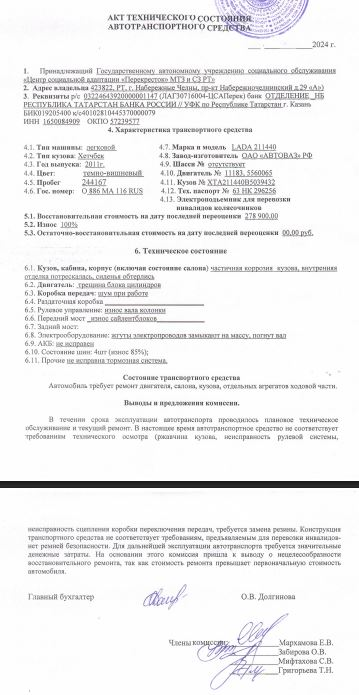 АКТ ТЕХНИЧЕСКОГО СОСТОЯНИЯ
АВТОТРАНСПОРТНОГО СРЕДСТВА
2024 г.
1. Принадлежащий Государственному автономному учреждению социального обслуживания
«Центр социальной адаптации «Перекресток» МТЗ и СЗ РТ»
2. Адрес владельца 423822, РТ, г. Набережные Челны, пр-кт Набережночелнинский д.29 «А»)
3. Реквизиты р/с 03224643920000001147 (ЛАГ30716004-ЦСАПерек) банк ОТДЕЛЕНИЕ _НБ
РЕСПУБЛИКА ТАТАРСТАН БАНКА РОССИИ // УФК по Республике Татарстан г. Казань
БИК019205400 к/с40102810445370000079
ИНН 1650084909 ОКПО 57239577
4. Характеристика транспортного средства
4.1. Тип машины: легковой
4.2. Тип кузова: Хетчбек
4.3. Год выпуска: 2011г.
4.4. Цвет: темно-вишневый
4.5. Пробег 244167
4.6. Гос. номер: О 886 МА 116 RUS
4.7. Марка и модель LADA 211440
4.8. Завод-изготовитель ОАО «АВТОВАЗ» РФ
4.9. Шасси № отсутствует
4.10. Двигатель № 11183, 5560065
4.11. Кузов № ХТА211440В5039432
4.12. Тех. паспорт № 63 НК 296256
4.13. Электроподъемник для перевозки
инвалидов колясочников
5.1. Восстановительная стоимость на дату последней переоценки 278 900,00
5.2. Износ 100%
5.3. Остаточно-восстановительная стоимость на дату последней переоценки 00,00 руб.
6. Техническое состояние
6.1. Кузов, кабина, корпус (включая состояние салона) частичная коррозия кузова, внутренняя
отделка потрескалась, сиденья обтерлись
6.2. Двигатель: трещина блока цилиндров
6.3. Коробка передач: шум при работе
6.4. Раздаточная коробка
6.5. Рулевое управление: износ вала колонки
6.6. Передний мост _износ сайлентблоков
6.7. Задний мост:
6.8. Электрооборудование: жгуты электропроводов замыкают на массу, погнут вал
6.9. АКБ: не исправен
6.10. Состояние шин: 4шт (износ 85%);
6.11. Прочие не исправна тормозная система.
Состояние транспортного средства
Автомобиль требует ремонт двигателя, салона, кузова, отдельных агрегатов ходовой части.
Выводы и предложения комиссии.
В течении срока эксплуатации автотранспорта проводилось плановое техническое
обслуживание и текущий ремонт. В настоящее время автотранспортное средство не соответствует
требованиям технического осмотра (ржавчина кузова, неисправность рулевой системы,
неисправность сцепления коробки переключения передач, требуется замена резины. Конструкция
транспортного средства не соответствует требованиям, предъявляемым для перевозки инвалидов-
нет ремней безопасности. Для дальнейшей эксплуатации автотранспорта требуется значительные
денежные затраты. На основании этого комиссия пришла к выводу о нецелесообразности
восстановительного ремонта, так как стоимость ремонта превышает первоначальную стоимость
автомобиля.
Главный бухгалтер О.В. Долгинова
Члены комиссии: Мархамова Е.В.
Забирова О.В.
Мифтахова С.В.
Григорьева Т.Н.